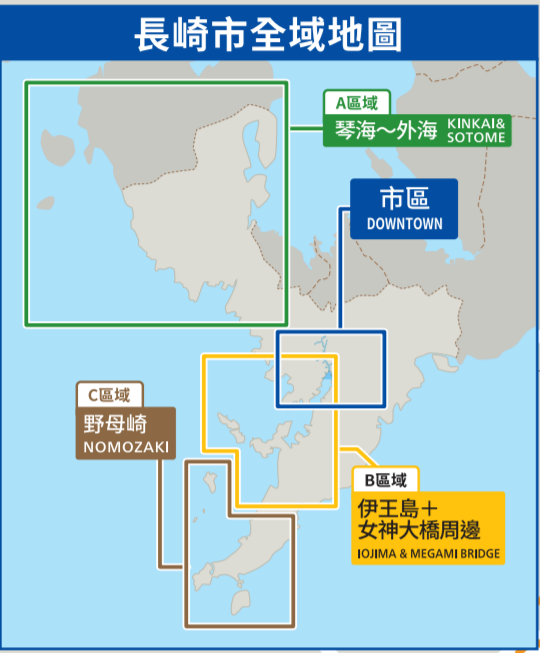 長崎市全域地圖
A區域
琴海～外海 KINKAI&
SOTOME
市區
DOWNTOWN
C區域
野母崎
NOMOZAKI
B區域
伊王島＋
女神大橋周邊
IOJIMA & MEGAMI BRIDGE